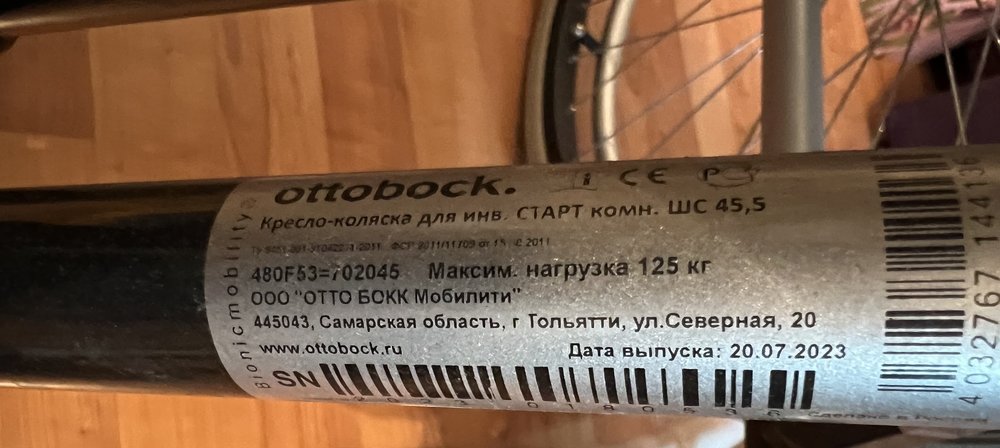 ottobock.
Кресло-коляска для инв. СТАРТ комн. ШС 45,5
480F53=702045 Максим. нагрузка 125 кг
ООО "ОТТО БОКК Мобилити"
445043, Самарская область, г Тольятти, ул.Северная, 20
www.ottobock.ru Дата выпуска: 20.07.2023
SN
Bionicmobility